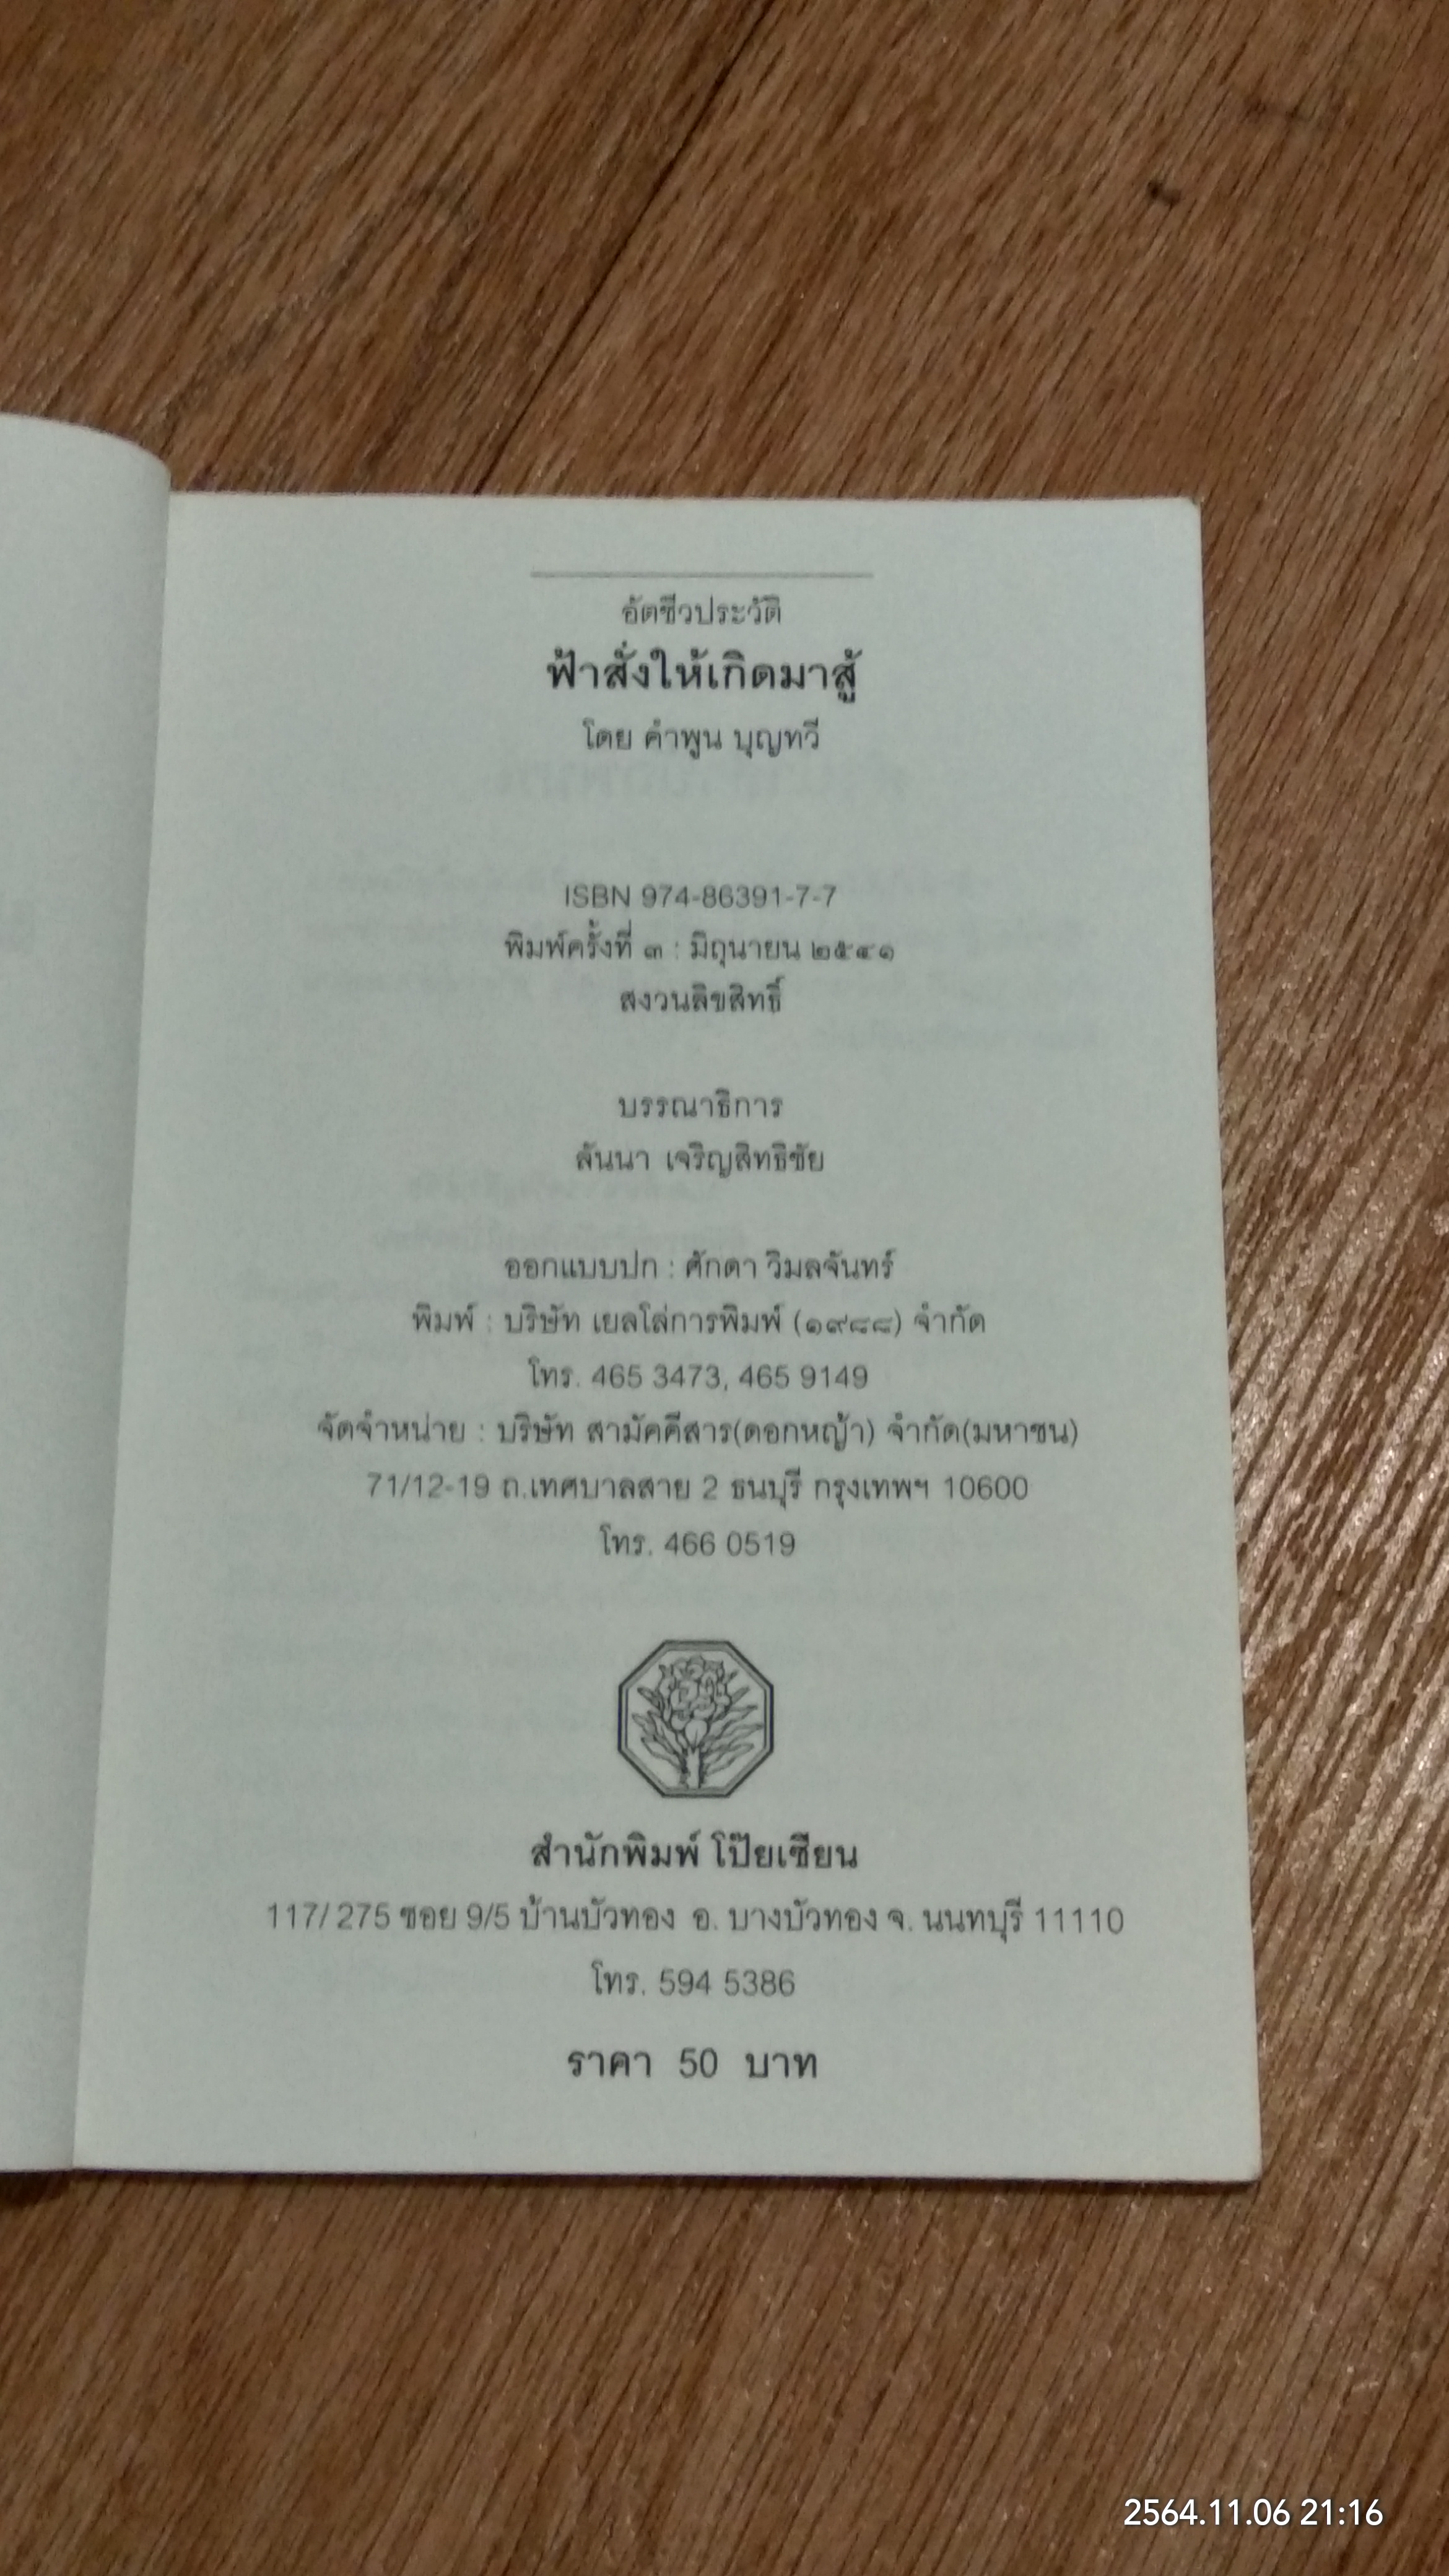 อัตชีวประวัติ
ฟ้าสั่งให้เกิดมาสู้
โดย คำพูน บุญทวี
ISBN 974-86391-7-7
พิมพ์ครั้งที่ ๓ : มิถุนายน ๒๕๔๑
สงวนลิขสิทธิ์
บรรณาธิการ
ลันนา เจริญสิทธิชัย
ออกแบบปก : ศักดา วิมลจันทร์
พิมพ์ : บริษัท เยลโล่การพิมพ์ (๑๙๘๘) จำกัด
โทร. 465 3473, 465 9149
จัดจำหน่าย : บริษัท สามัคคีสาร(ดอกหญ้า) จำกัด(มหาชน)
71/12-19 ถ.เทศบาลสาย 2 ธนบุรี กรุงเทพฯ 10600
โทร. 466 0519
สำนักพิมพ์ โป๊ยเซียน
117/ 275 ซอย 9/5 บ้านบัวทอง อ. บางบัวทอง จ. นนทบุรี 11110
โทร. 594 5386
ราคา 50 บาท
2564.11.06 21:16